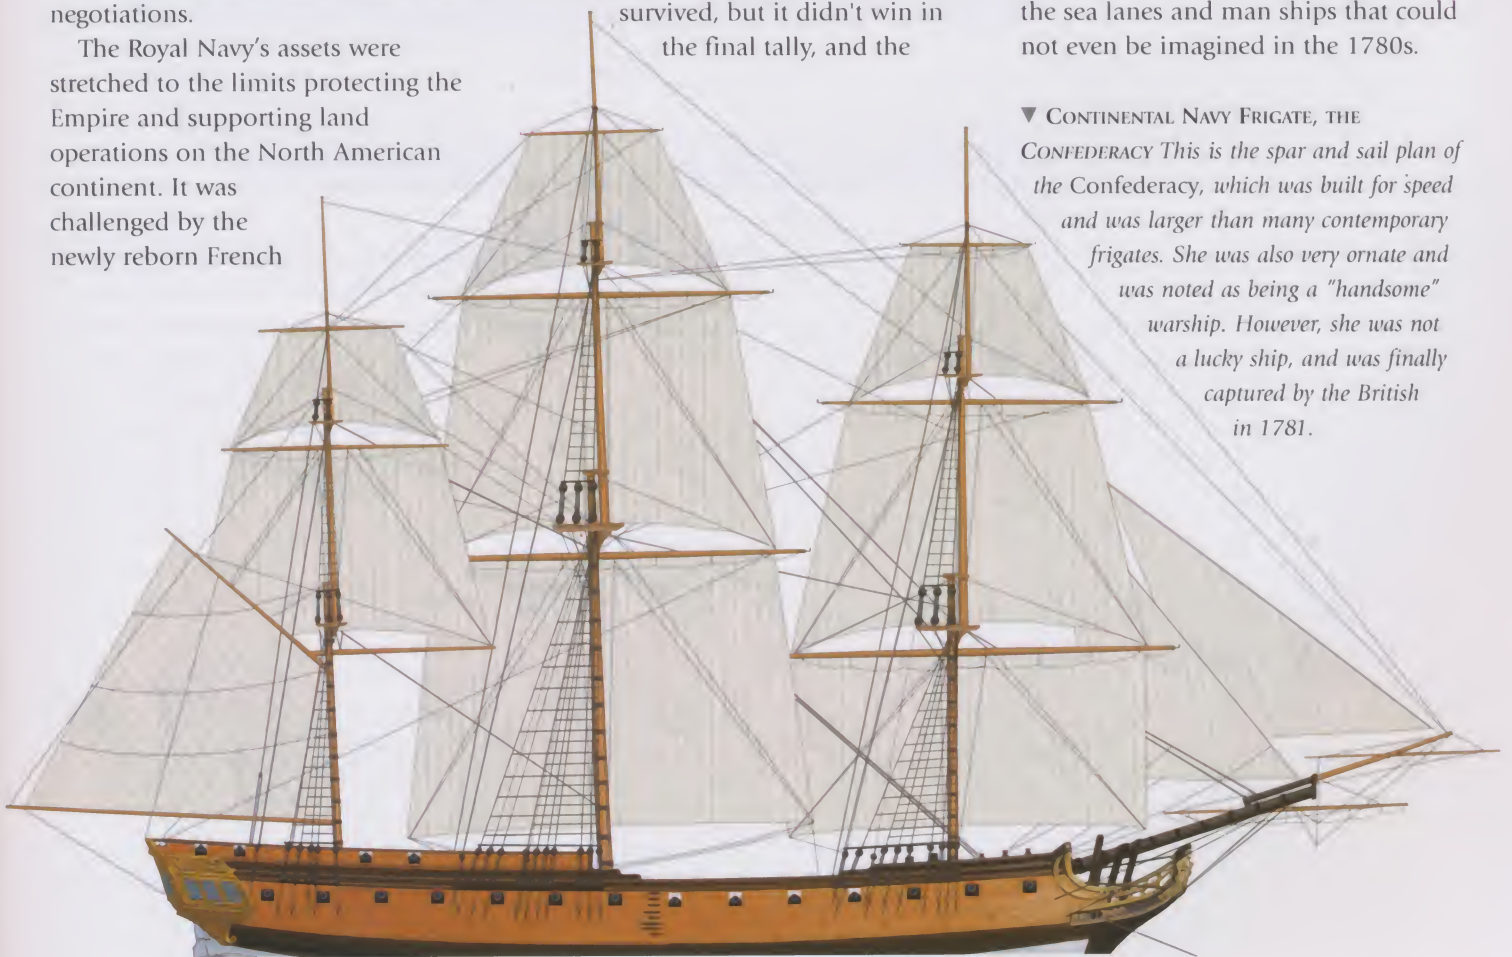 negotiations.
The Royal Navy's assets were
stretched to the limits protecting the
Empire and supporting land
operations on the North American
continent. It was
challenged by the
newly reborn French
survived, but it didn't win in
the final tally, and the
the sea lanes and man ships that could
not even be imagined in the 1780s.
▼ CONTINENTAL NAVY FRIGATE, THE
CONFEDERACY This is the spar and sail plan of
the Confederacy, which was built for speed
and was larger than many contemporary
frigates. She was also very ornate and
was noted as being a "handsome"
warship. However, she was not
a lucky ship, and was finally
captured by the British
in 1781.